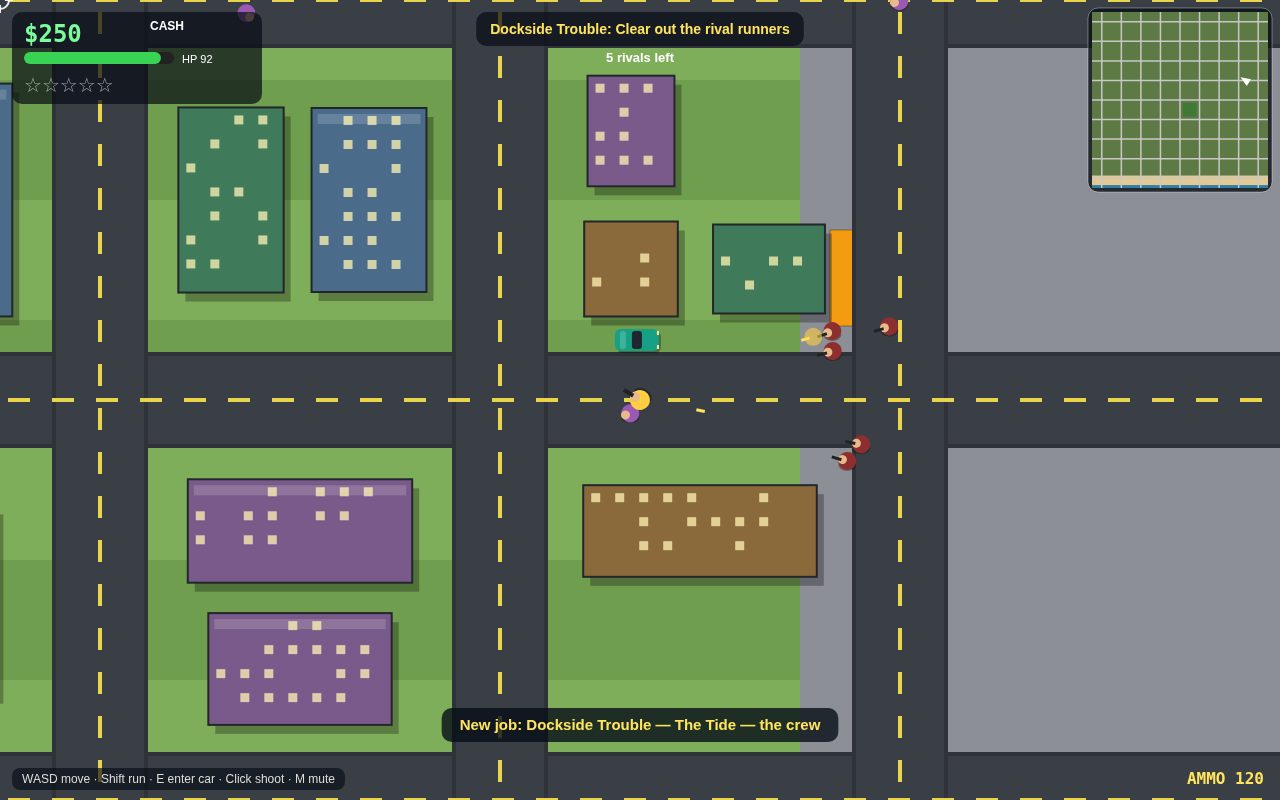 $250
CASH
HP 92
☆☆☆☆☆
Dockside Trouble: Clear out the rival runners
5 rivals left
New job: Dockside Trouble — The Tide — the crew
WASD move · Shift run · E enter car · Click shoot · M mute
AMMO 120